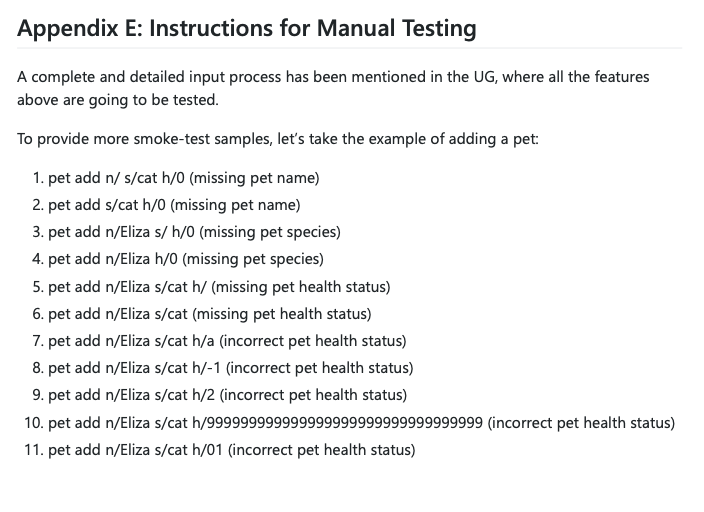 Appendix E: Instructions for Manual Testing
A complete and detailed input process has been mentioned in the UG, where all the features
above are going to be tested.
To provide more smoke-test samples, let’s take the example of adding a pet:
1. pet add n/ s/cat h/0 (missing pet name)
2. pet add s/cat h/0 (missing pet name)
3. pet add n/Eliza s/ h/0 (missing pet species)
4. pet add n/Eliza h/0 (missing pet species)
5. pet add n/Eliza s/cat h/ (missing pet health status)
6. pet add n/Eliza s/cat (missing pet health status)
7. pet add n/Eliza s/cat h/a (incorrect pet health status)
8. pet add n/Eliza s/cat h/-1 (incorrect pet health status)
9. pet add n/Eliza s/cat h/2 (incorrect pet health status)
10. pet add n/Eliza s/cat h/9999999999999999999999999999999999 (incorrect pet health status)
11. pet add n/Eliza s/cat h/01 (incorrect pet health status)